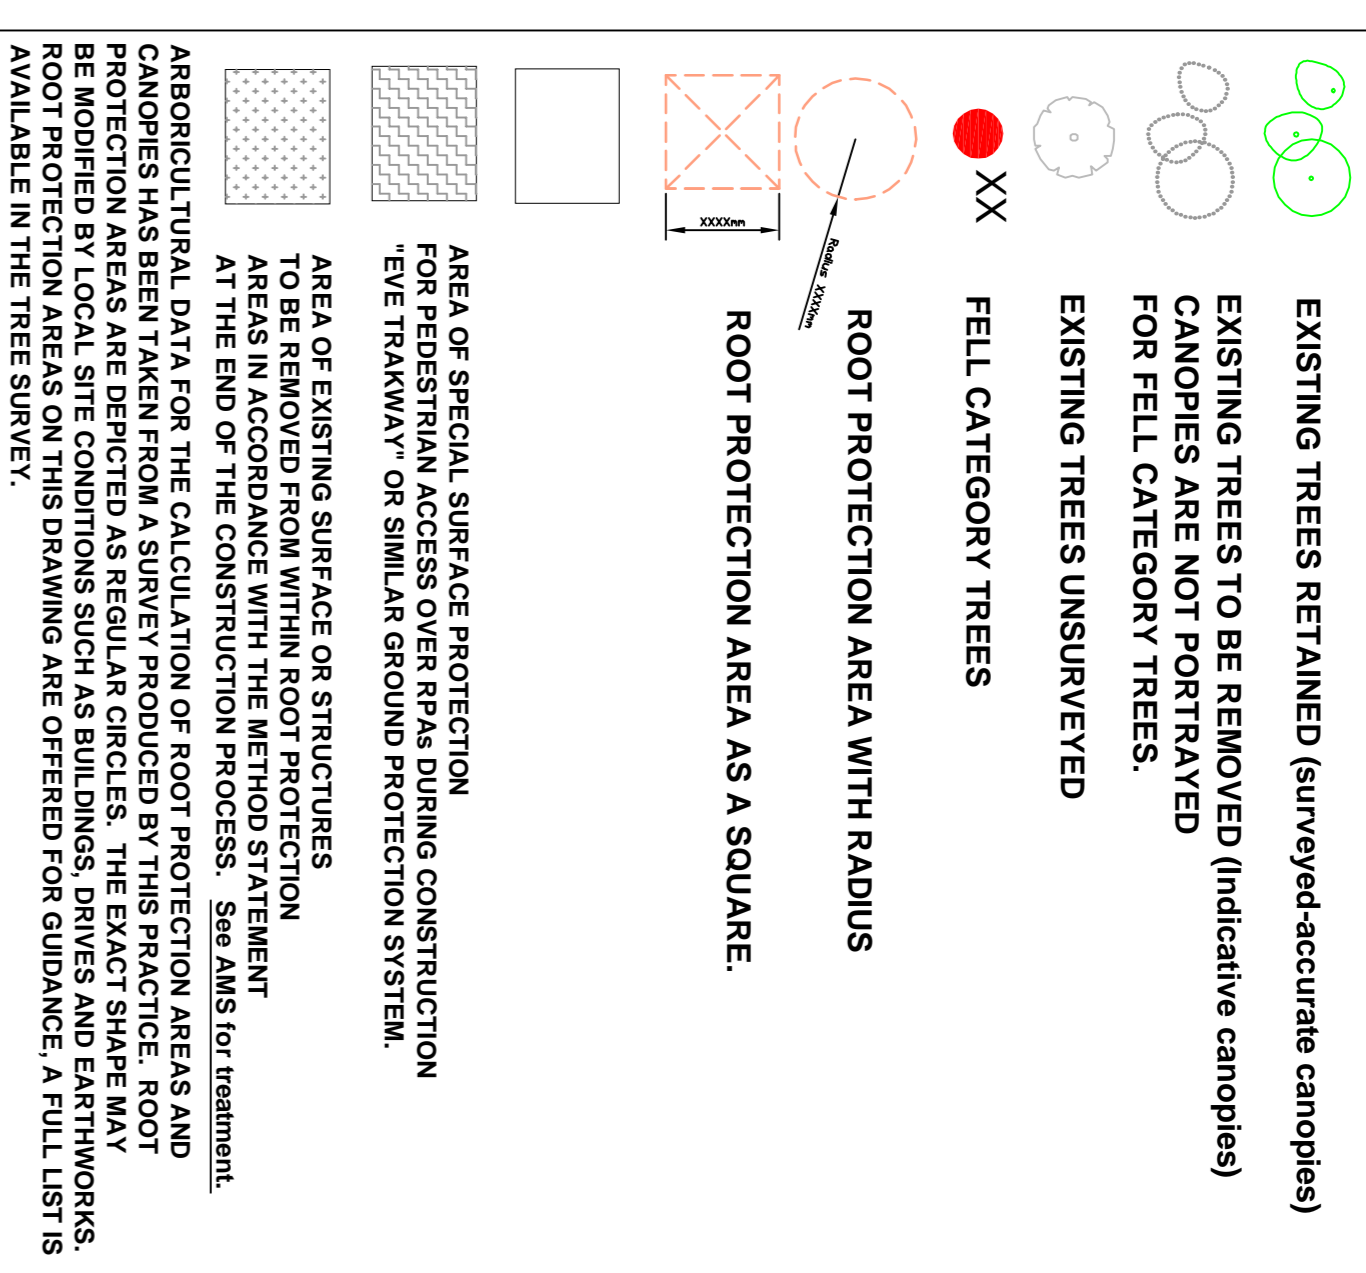 EXISTING TREES RETAINED (surveyed-accurate canopies)
EXISTING TREES TO BE REMOVED (Indicative canopies)
CANOPIES ARE NOT PORTRAYED
FOR FELL CATEGORY TREES.
EXISTING TREES UNSURVEYED
XX
FELL CATEGORY TREES
Radius XXXXmm
ROOT PROTECTION AREA WITH RADIUS
XXXXmm
ROOT PROTECTION AREA AS A SQUARE.
AREA OF SPECIAL SURFACE PROTECTION
FOR PEDESTRIAN ACCESS OVER RPAs DURING CONSTRUCTION
"EVE TRAKWAY" OR SIMILAR GROUND PROTECTION SYSTEM.
AREA OF EXISTING SURFACE OR STRUCTURES
TO BE REMOVED FROM WITHIN ROOT PROTECTION
AREAS IN ACCORDANCE WITH THE METHOD STATEMENT
AT THE END OF THE CONSTRUCTION PROCESS. See AMS for treatment.
ARBORICULTURAL DATA FOR THE CALCULATION OF ROOT PROTECTION AREAS AND
CANOPIES HAS BEEN TAKEN FROM A SURVEY PRODUCED BY THIS PRACTICE. ROOT
PROTECTION AREAS ARE DEPICTED AS REGULAR CIRCLES. THE EXACT SHAPE MAY
BE MODIFIED BY LOCAL SITE CONDITIONS SUCH AS BUILDINGS, DRIVES AND EARTHWORKS.
ROOT PROTECTION AREAS ON THIS DRAWING ARE OFFERED FOR GUIDANCE, A FULL LIST IS
AVAILABLE IN THE TREE SURVEY.